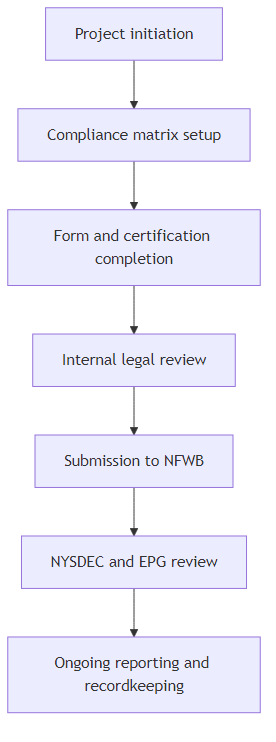 Project initiation
Compliance matrix setup
Form and certification
completion
Internal legal review
Submission to NFWB
NYSDEC and EPG review
Ongoing reporting and
recordkeeping